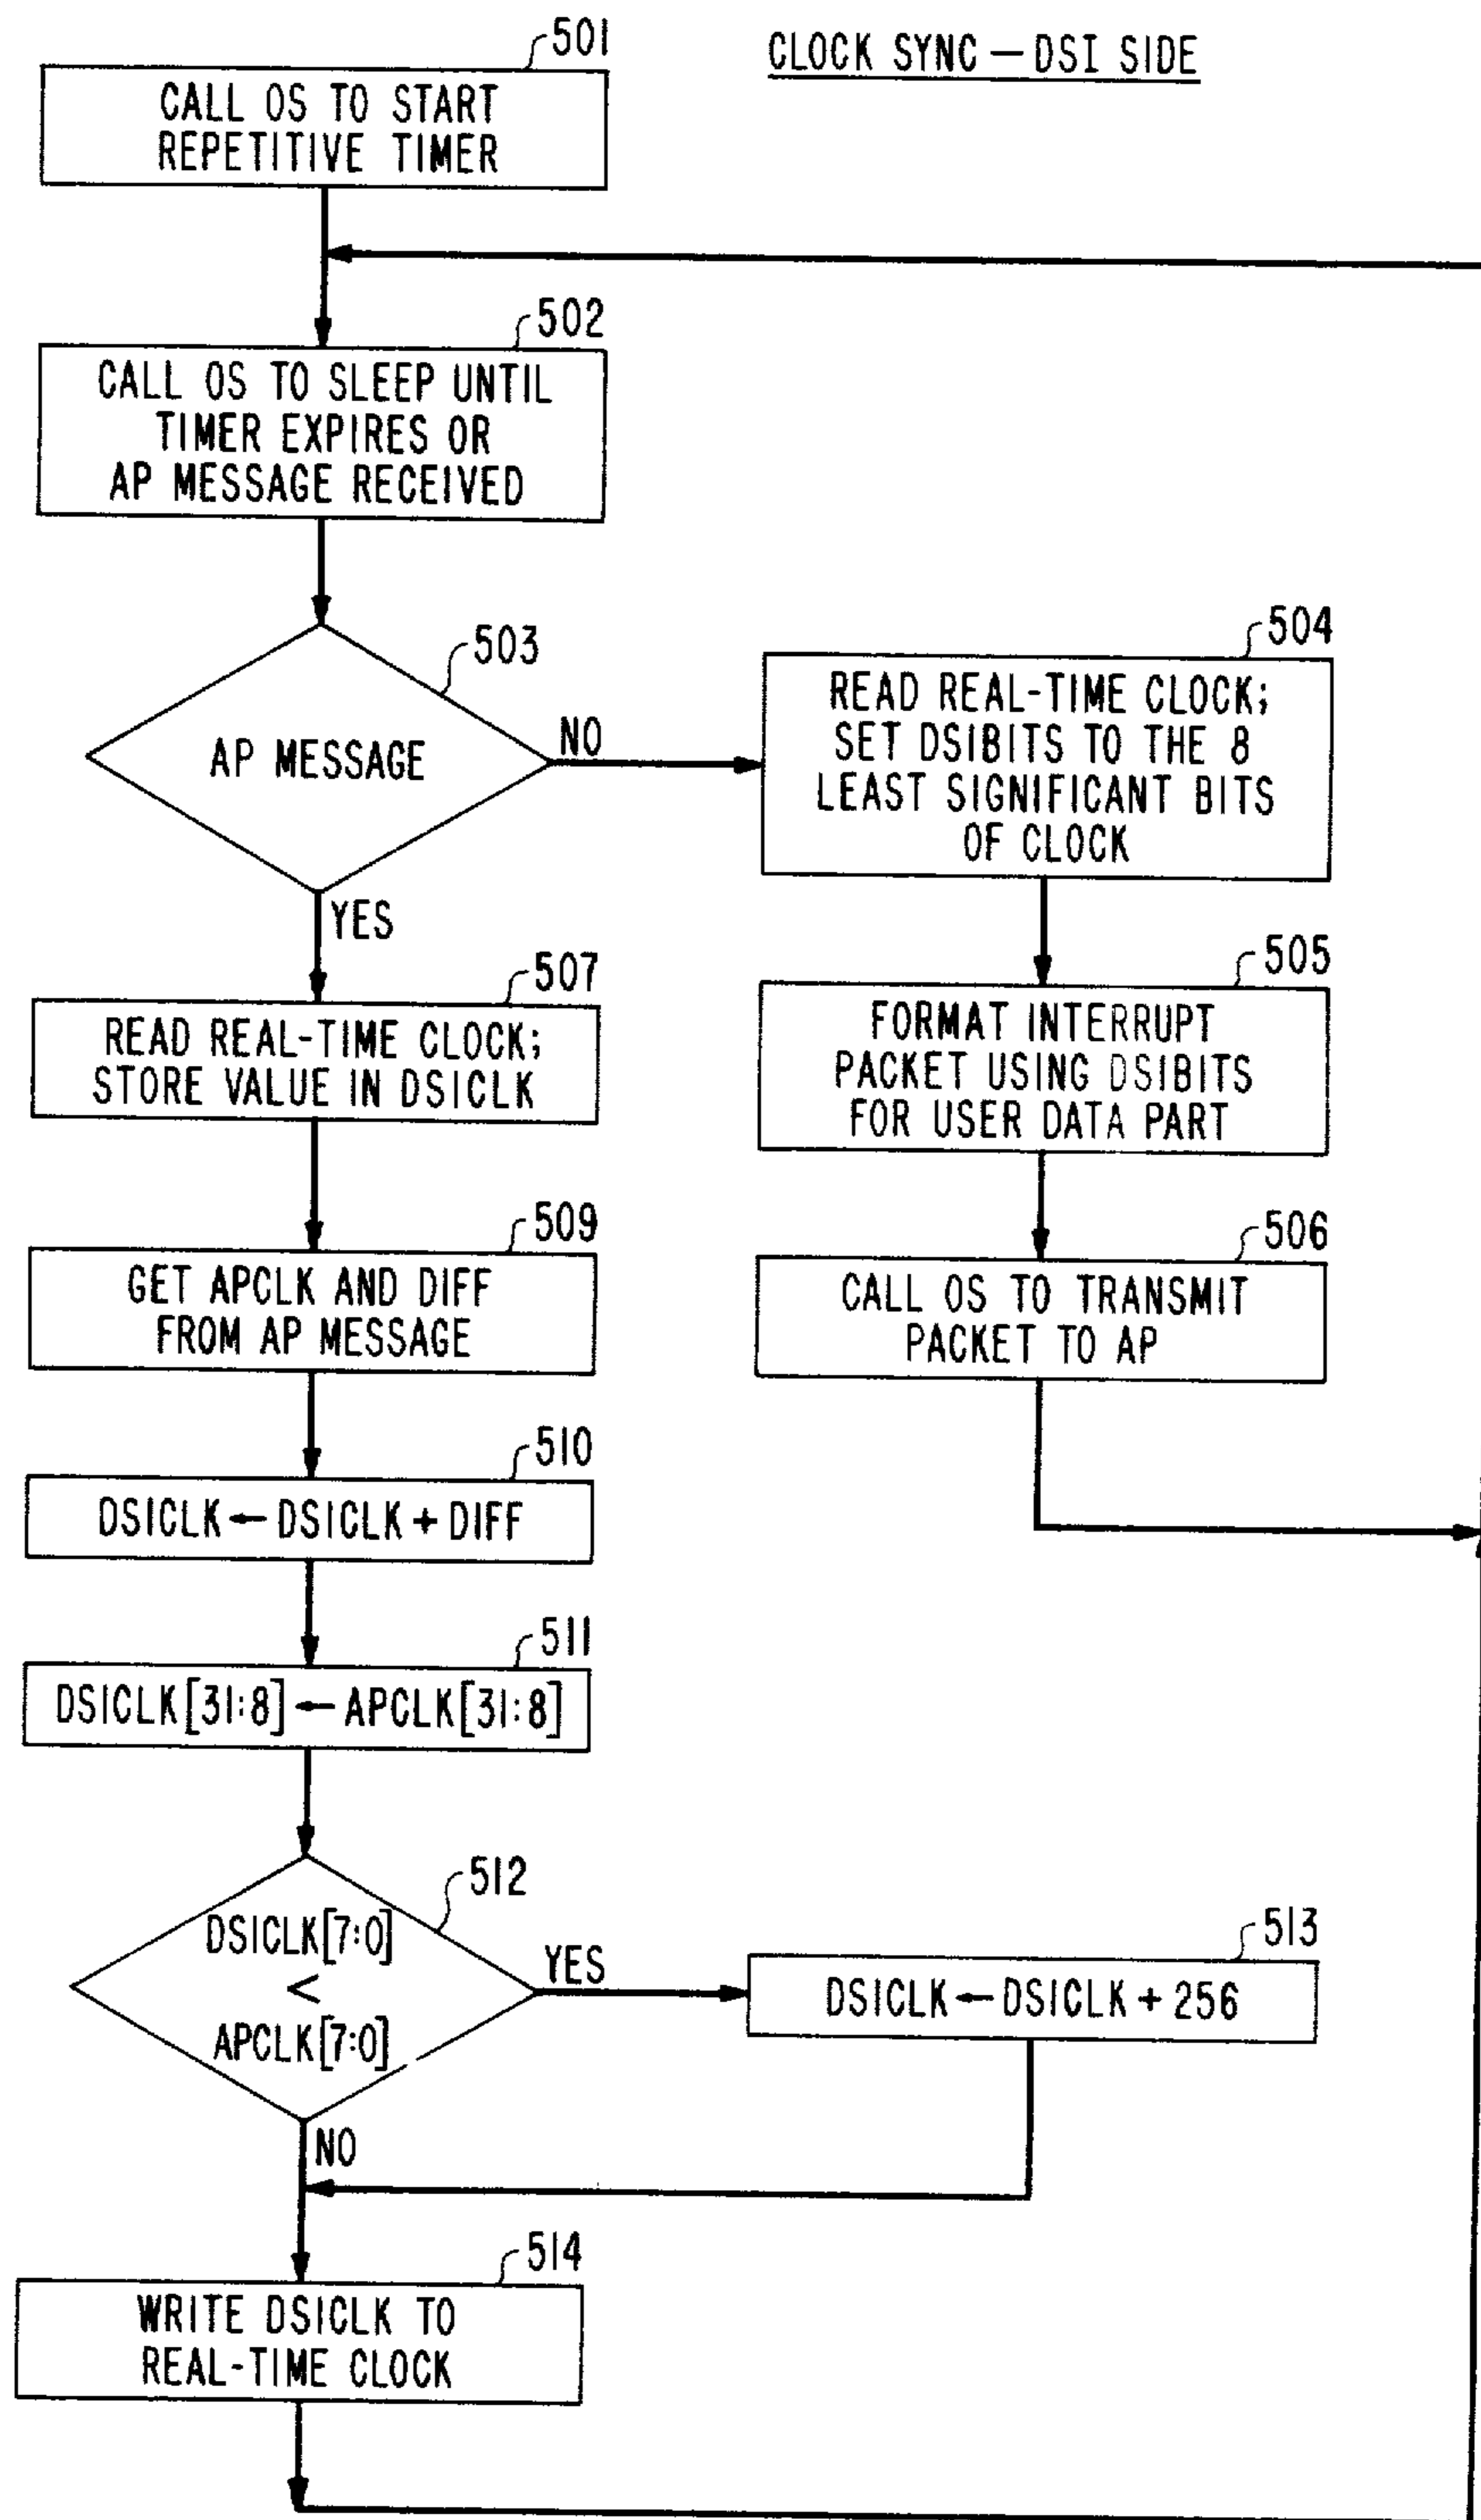 CLOCK SYNC — DSI SIDE
501
CALL OS TO START
REPETITIVE TIMER
502
CALL OS TO SLEEP UNTIL
TIMER EXPIRES OR
AP MESSAGE RECEIVED
503
AP MESSAGE
NO
YES
504
READ REAL-TIME CLOCK;
SET DSIBITS TO THE 8
LEAST SIGNIFICANT BITS
OF CLOCK
505
FORMAT INTERRUPT
PACKET USING DSIBITS
FOR USER DATA PART
506
CALL OS TO TRANSMIT
PACKET TO AP
507
READ REAL-TIME CLOCK;
STORE VALUE IN DSICLK
509
GET APCLK AND DIFF
FROM AP MESSAGE
510
DSICLK ← DSICLK + DIFF
511
DSICLK[31:8] ← APCLK[31:8]
512
DSICLK[7:0]
<
APCLK[7:0]
YES
NO
513
DSICLK ← DSICLK + 256
514
WRITE DSICLK TO
REAL-TIME CLOCK